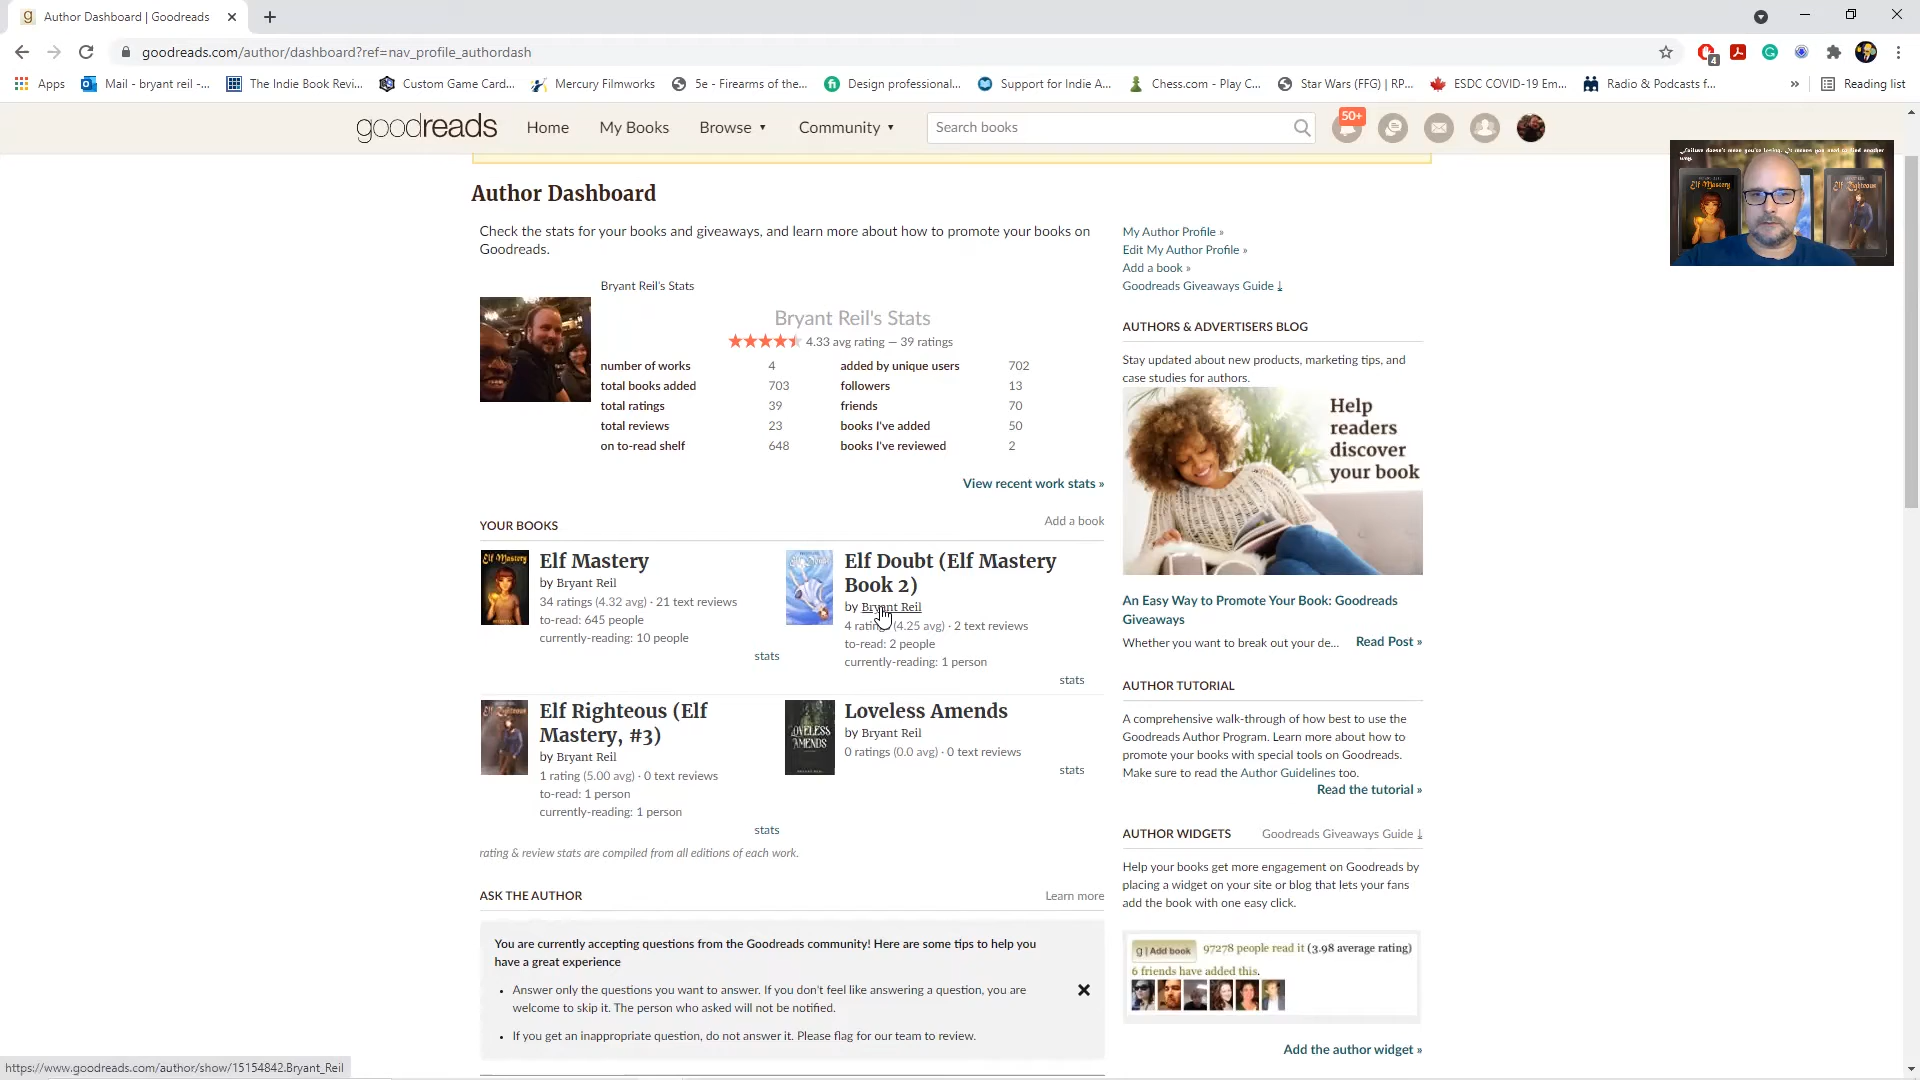 Author Dashboard | Goodreads
goodreads.com/author/dashboard?ref=nav_profile_authordash
4
Apps
Mail - bryant reil -...
The Indie Book Revi...
Custom Game Card...
Mercury Filmworks
5e - Firearms of the...
Design professional...
Support for Indie A...
Chess.com - Play C...
Star Wars (FFG) | RP...
ESDC COVID-19 Em...
Radio & Podcasts f...
»
Reading list
goodreads
Home
My Books
Browse ▾
Community ▾
Search books
50+
failure doesn't mean you're losing. It means you need to find another
way.
Elf Mastery
Elf Righteous
Author Dashboard
Check the stats for your books and giveaways, and learn more about how to promote your books on
Goodreads.
Bryant Reil's Stats
Bryant Reil's Stats
4.33 avg rating — 39 ratings
number of works 4 added by unique users 702
total books added 703 followers 13
total ratings 39 friends 70
total reviews 23 books I've added 50
on to-read shelf 648 books I've reviewed 2
View recent work stats »
YOUR BOOKS
Add a book
Elf Mastery
Elf Mastery
by Bryant Reil
34 ratings (4.32 avg) · 21 text reviews
to-read: 645 people
currently-reading: 10 people
stats
Elf Doubt (Elf Mastery
Book 2)
by Bryant Reil
4 ratings (4.25 avg) · 2 text reviews
to-read: 2 people
currently-reading: 1 person
stats
Elf Righteous
Elf Righteous (Elf
Mastery, #3)
by Bryant Reil
1 rating (5.00 avg) · 0 text reviews
to-read: 1 person
currently-reading: 1 person
stats
LOVELESS
AMENDS
Loveless Amends
by Bryant Reil
0 ratings (0.0 avg) · 0 text reviews
stats
rating & review stats are compiled from all editions of each work.
ASK THE AUTHOR
Learn more
You are currently accepting questions from the Goodreads community! Here are some tips to help you
have a great experience
• Answer only the questions you want to answer. If you don't feel like answering a question, you are
welcome to skip it. The person who asked will not be notified.
• If you get an inappropriate question, do not answer it. Please flag for our team to review.
My Author Profile »
Edit My Author Profile »
Add a book »
Goodreads Giveaways Guide ↓
AUTHORS & ADVERTISERS BLOG
Stay updated about new products, marketing tips, and
case studies for authors.
Help
readers
discover
your book
An Easy Way to Promote Your Book: Goodreads
Giveaways
Whether you want to break out your de... Read Post »
AUTHOR TUTORIAL
A comprehensive walk-through of how best to use the
Goodreads Author Program. Learn more about how to
promote your books with special tools on Goodreads.
Make sure to read the Author Guidelines too.
Read the tutorial »
AUTHOR WIDGETS
Goodreads Giveaways Guide ↓
Help your books get more engagement on Goodreads by
placing a widget on your site or blog that lets your fans
add the book with one easy click.
g | Add book 97278 people read it (3.98 average rating)
6 friends have added this.
Add the author widget »
https://www.goodreads.com/author/show/15154842.Bryant_Reil